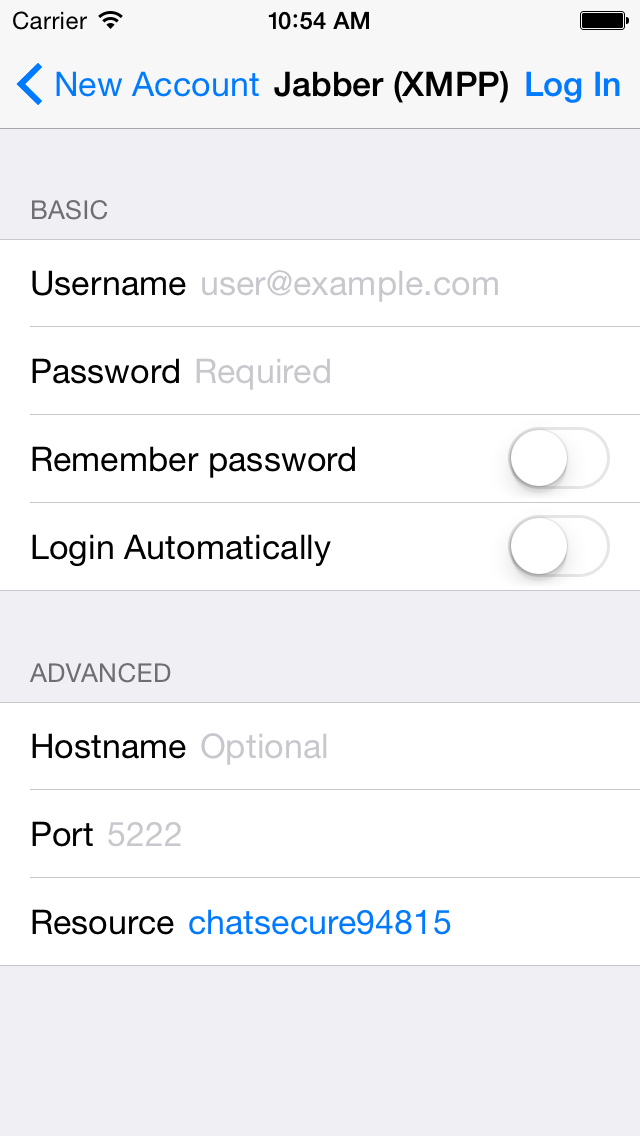 Carrier 10:54 AM
New Account Jabber (XMPP) Log In
BASIC
Username user@example.com
Password Required
Remember password
Login Automatically
ADVANCED
Hostname Optional
Port 5222
Resource chatsecure94815